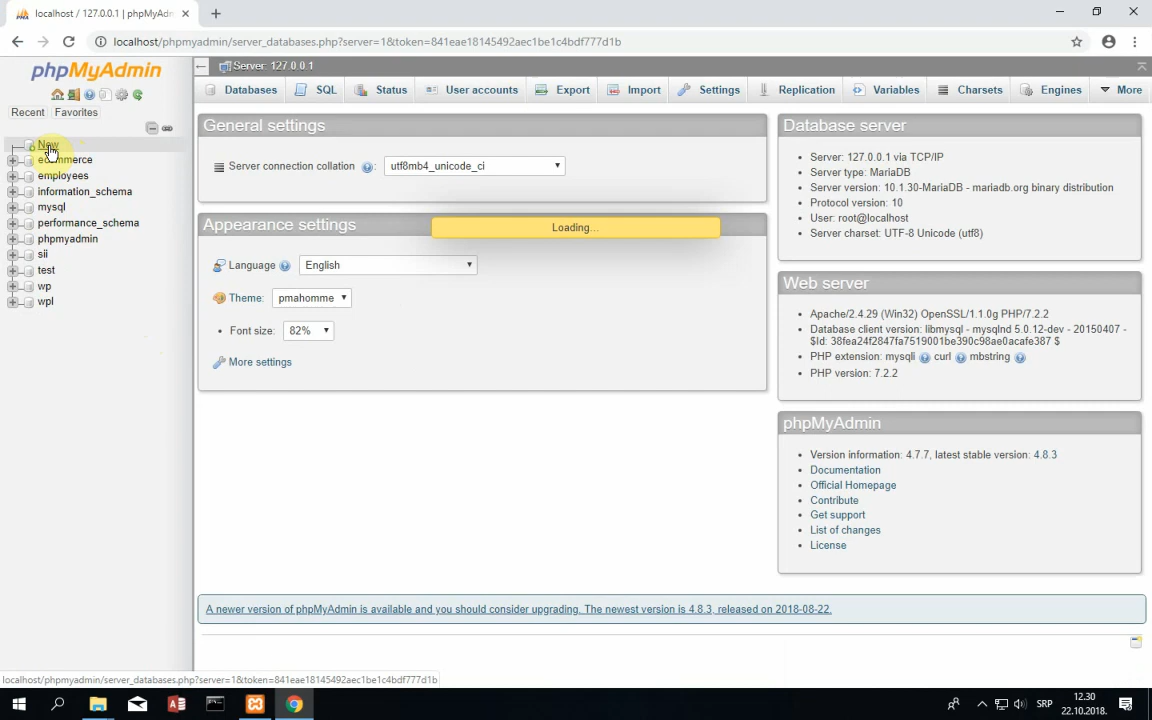 localhost / 127.0.0.1 | phpMyAdm
localhost/phpmyadmin/server_databases.php?server=1&token=841eae18145492aec1be1c4bdf777d1b
phpMyAdmin
Recent Favorites
New
ecommerce
employees
information_schema
mysql
performance_schema
phpmyadmin
sii
test
wp
wpl
Server: 127.0.0.1
Databases SQL Status User accounts Export Import Settings Replication Variables Charsets Engines More
General settings
Server connection collation : utf8mb4_unicode_ci
Appearance settings
Loading...
Language English
Theme: pmahomme
Font size: 82%
More settings
Database server
Server: 127.0.0.1 via TCP/IP
Server type: MariaDB
Server version: 10.1.30-MariaDB - mariadb.org binary distribution
Protocol version: 10
User: root@localhost
Server charset: UTF-8 Unicode (utf8)
Web server
Apache/2.4.29 (Win32) OpenSSL/1.1.0g PHP/7.2.2
Database client version: libmysql - mysqlnd 5.0.12-dev - 20150407 -
$Id: 38fea24f2847fa7519001be390c98ae0acafe387 $
PHP extension: mysqli curl mbstring
PHP version: 7.2.2
phpMyAdmin
Version information: 4.7.7, latest stable version: 4.8.3
Documentation
Official Homepage
Contribute
Get support
List of changes
License
A newer version of phpMyAdmin is available and you should consider upgrading. The newest version is 4.8.3, released on 2018-08-22.
localhost/phpmyadmin/server_databases.php?server=1&token=841eae18145492aec1be1c4bdf777d1b
SRP
12.30
22.10.2018.